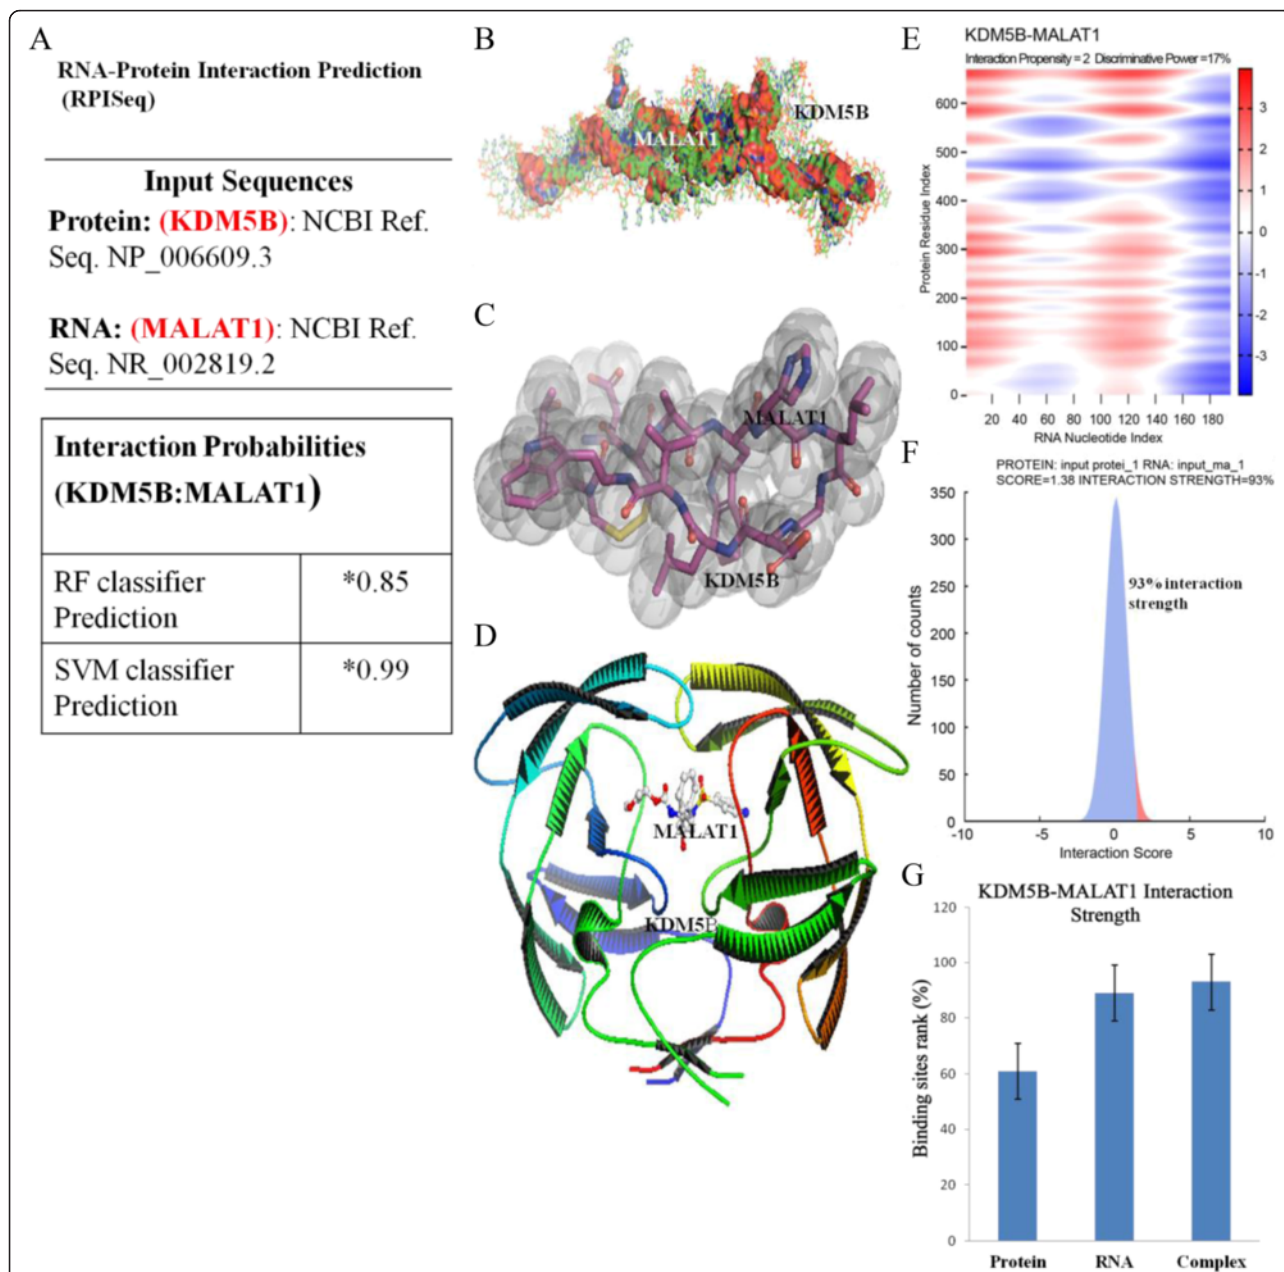 A
RNA-Protein Interaction Prediction
(RPISeq)
Input Sequences
Protein: (KDM5B): NCBI Ref.
Seq. NP_006609.3
RNA: (MALAT1): NCBI Ref.
Seq. NR_002819.2
Interaction Probabilities
(KDM5B:MALAT1)
RF classifier
Prediction
*0.85
SVM classifier
Prediction
*0.99
B
KDM5B
MALAT1
C
MALAT1
KDM5B
D
MALAT1
KDM5B
E
KDM5B-MALAT1
Interaction Propensity = 2 Discriminative Power =17%
Protein Residue Index
600
500
400
300
200
100
0
20 40 60 80 100 120 140 160 180
RNA Nucleotide Index
3
2
1
0
-1
-2
-3
F
PROTEIN: input protei_1 RNA: input_ma_1
SCORE=1.38 INTERACTION STRENGTH=93%
Number of counts
350
300
250
200
150
100
50
0
93% interaction
strength
-10 -5 0 5 10
Interaction Score
G
KDM5B-MALAT1 Interaction
Strength
Binding sites rank (%)
120
100
80
60
40
20
0
Protein RNA Complex